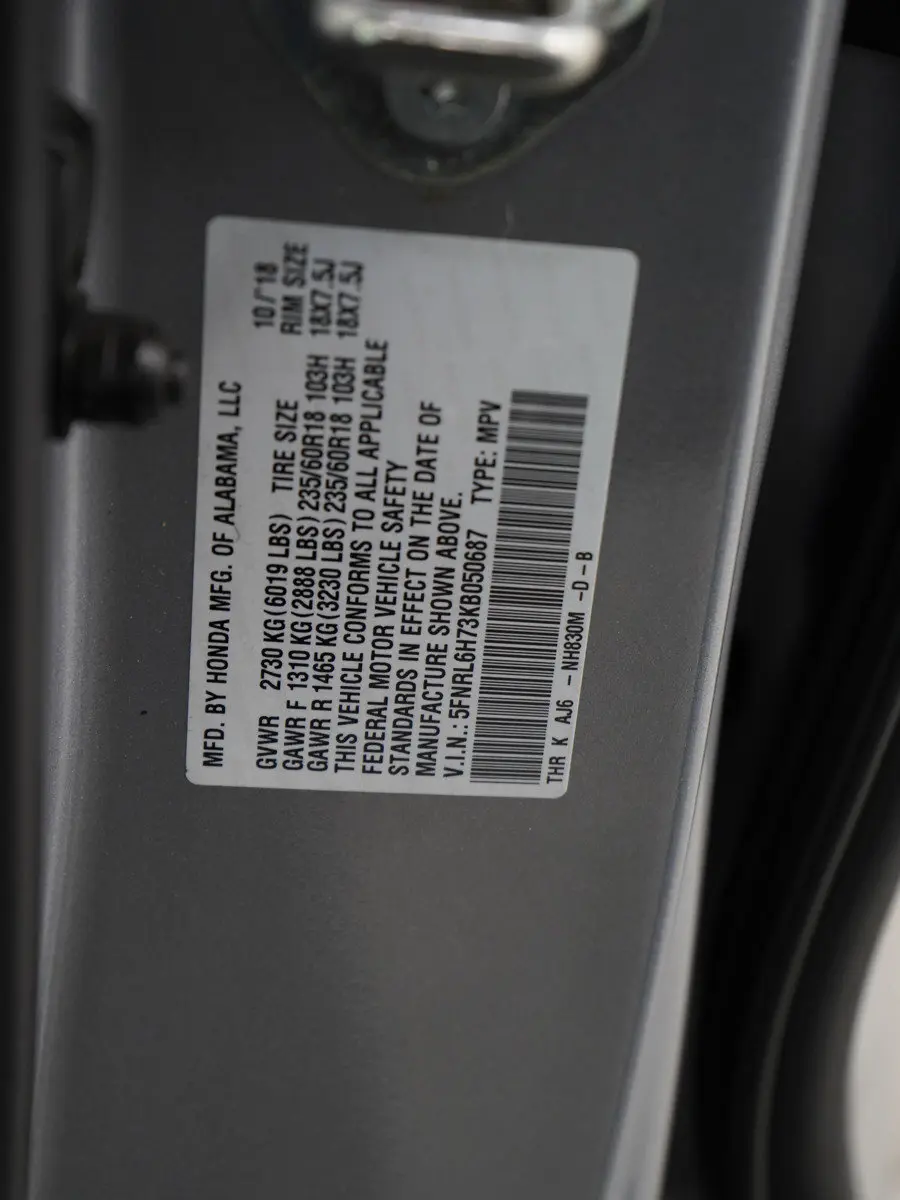 MFD. BY HONDA MFG. OF ALABAMA, LLC 10/'18
GVWR 2730 KG(6019 LBS) TIRE SIZE RIM SIZE
GAWR F 1310 KG(2888 LBS)235/60R18 103H 18X7.5J
GAWR R 1465 KG(3230 LBS)235/60R18 103H 18X7.5J
THIS VEHICLE CONFORMS TO ALL APPLICABLE
FEDERAL MOTOR VEHICLE SAFETY
STANDARDS IN EFFECT ON THE DATE OF
MANUFACTURE SHOWN ABOVE.
V.I.N.:5FNRL6H73KB050687 TYPE: MPV
THR K AJ6 -NH830M -D-B